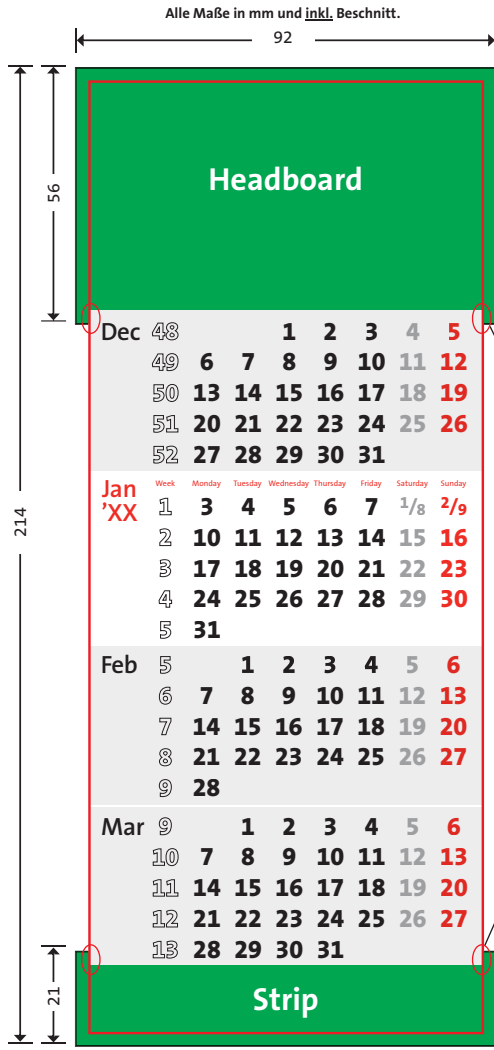 Alle Maße in mm und inkl. Beschnitt.
92
56
214
21
Headboard
Dec 48 1 2 3 4 5
49 6 7 8 9 10 11 12
50 13 14 15 16 17 18 19
51 20 21 22 23 24 25 26
52 27 28 29 30 31
Week Monday Tuesday Wednesday Thursday Friday Saturday Sunday
Jan 'XX 1 3 4 5 6 7 1/8 2/9
2 10 11 12 13 14 15 16
3 17 18 19 20 21 22 23
4 24 25 26 27 28 29 30
5 31
Feb 5 1 2 3 4 5 6
6 7 8 9 10 11 12 13
7 14 15 16 17 18 19 20
8 21 22 23 24 25 26 27
9 28
Mar 9 1 2 3 4 5 6
10 7 8 9 10 11 12 13
11 14 15 16 17 18 19 20
12 21 22 23 24 25 26 27
13 28 29 30 31
Strip